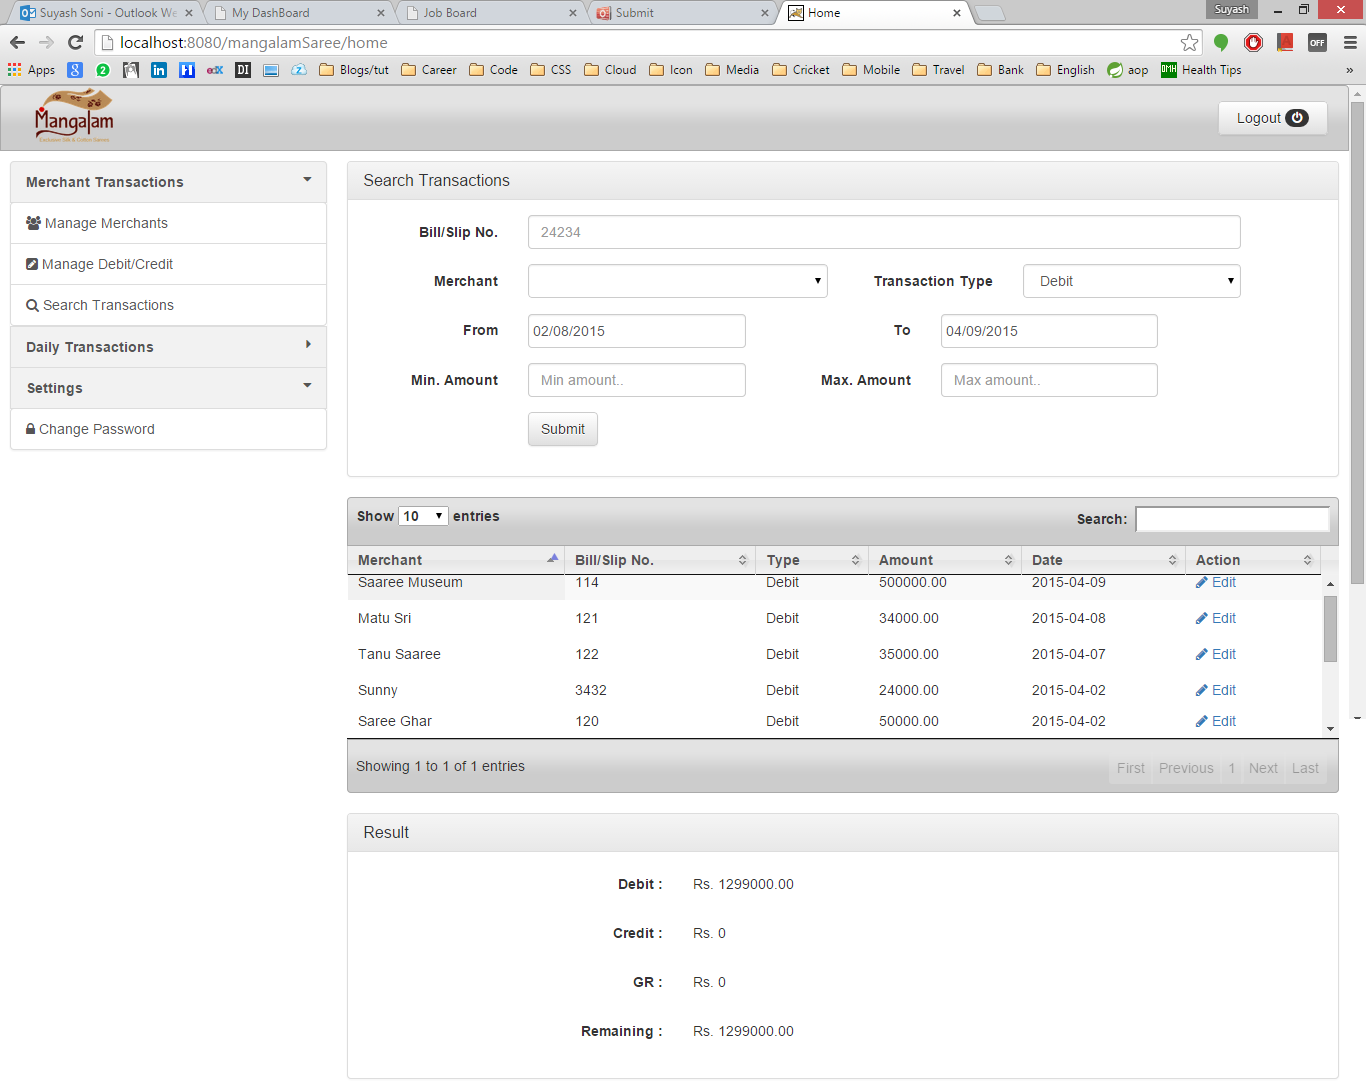 Suyash Soni - Outlook We
My DashBoard
Job Board
Submit
Home
Suyash
localhost:8080/mangalamSaree/home
Apps
Blogs/tut
Career
Code
CSS
Cloud
Icon
Media
Cricket
Mobile
Travel
Bank
English
aop
Health Tips
»
Mangalam
Logout
Merchant Transactions
Manage Merchants
Manage Debit/Credit
Search Transactions
Daily Transactions
Settings
Change Password
Search Transactions
Bill/Slip No. 24234
Merchant Transaction Type Debit
From 02/08/2015 To 04/09/2015
Min. Amount Min amount.. Max. Amount Max amount..
Submit
Show 10 entries Search:
Merchant Bill/Slip No. Type Amount Date Action
Saaree Museum 114 Debit 500000.00 2015-04-09 Edit
Matu Sri 121 Debit 34000.00 2015-04-08 Edit
Tanu Saaree 122 Debit 35000.00 2015-04-07 Edit
Sunny 3432 Debit 24000.00 2015-04-02 Edit
Saree Ghar 120 Debit 50000.00 2015-04-02 Edit
Showing 1 to 1 of 1 entries First Previous 1 Next Last
Result
Debit : Rs. 1299000.00
Credit : Rs. 0
GR : Rs. 0
Remaining : Rs. 1299000.00